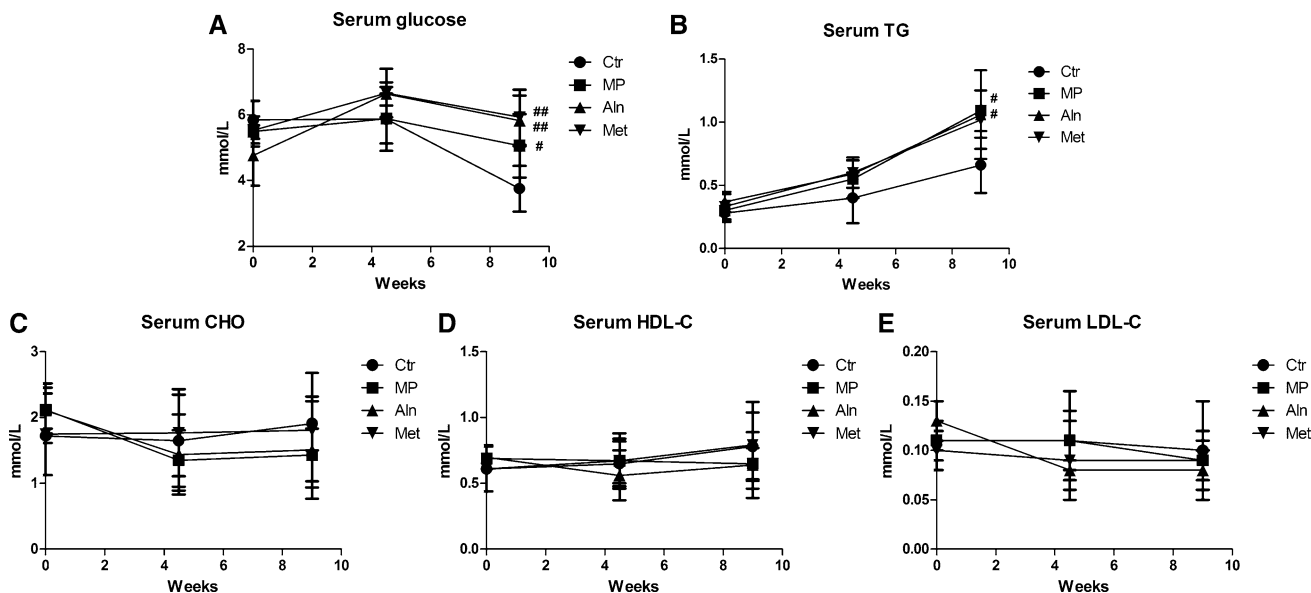 A
Serum glucose
mmol/L
8
6
4
2
0 2 4 6 8 10
Weeks
##
##
#
Ctr
MP
Aln
Met
B
Serum TG
mmol/L
1.5
1.0
0.5
0.0
0 2 4 6 8 10
Weeks
#
#
Ctr
MP
Aln
Met
C
Serum CHO
mmol/L
3
2
1
0
0 2 4 6 8 10
Weeks
Ctr
MP
Aln
Met
D
Serum HDL-C
mmol/L
1.5
1.0
0.5
0.0
0 2 4 6 8 10
Weeks
Ctr
MP
Aln
Met
E
Serum LDL-C
mmol/L
0.20
0.15
0.10
0.05
0.00
0 2 4 6 8 10
Weeks
Ctr
MP
Aln
Met